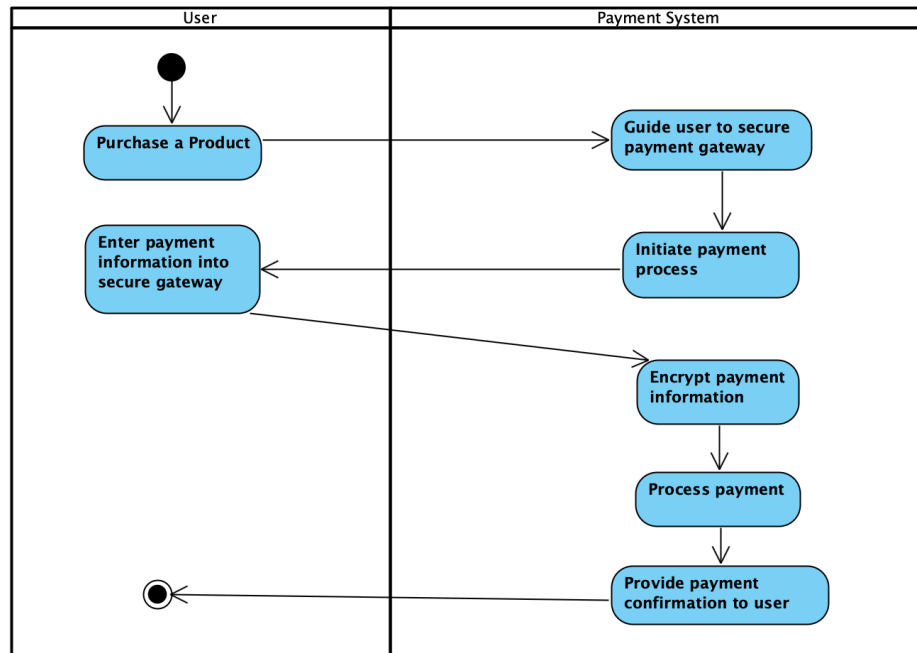 User
Payment System
Purchase a Product
Guide user to secure
payment gateway
Enter payment
information into
secure gateway
Initiate payment
process
Encrypt payment
information
Process payment
Provide payment
confirmation to user